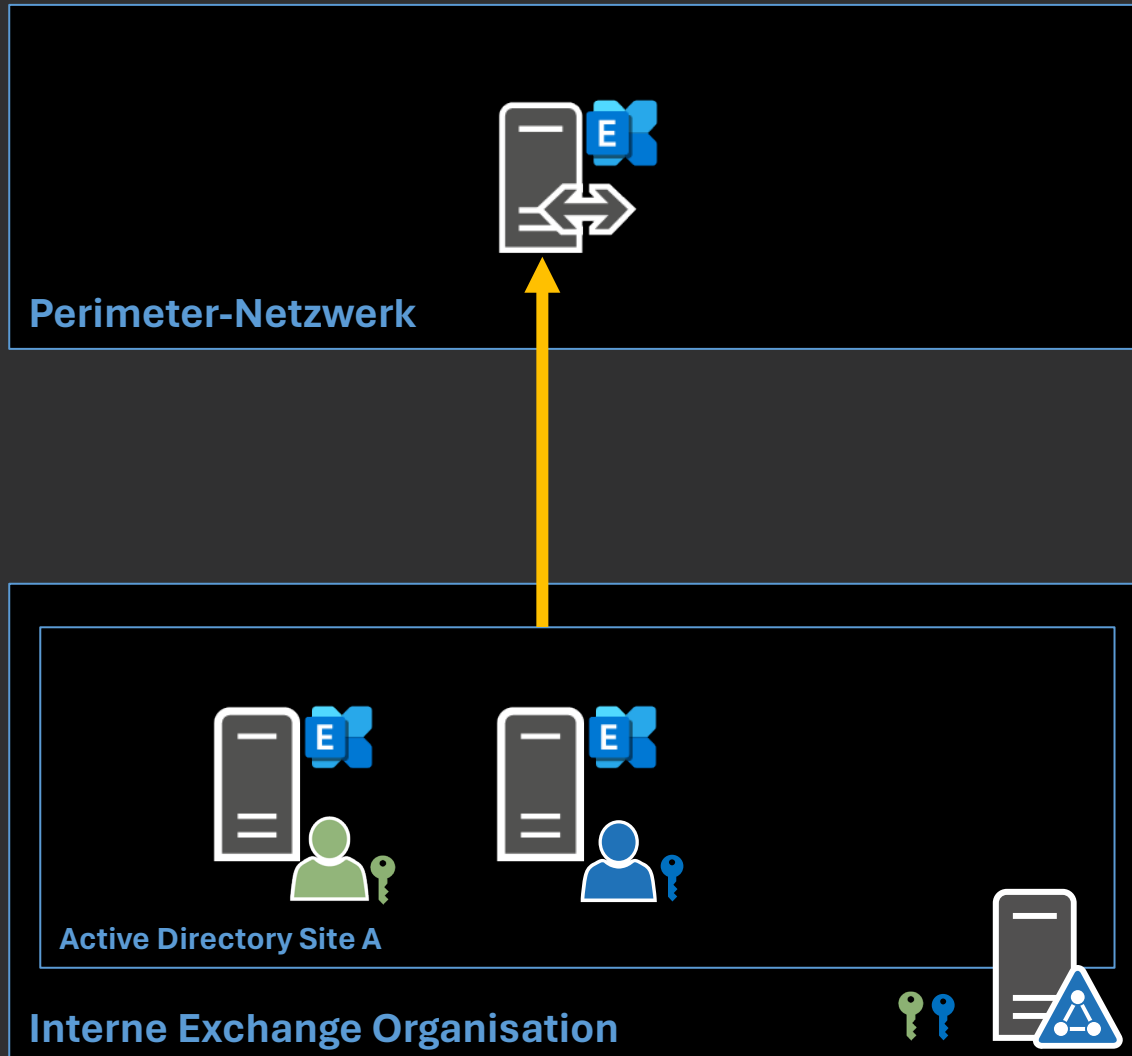 E
Perimeter-Netzwerk
E
E
Active Directory Site A
Interne Exchange Organisation